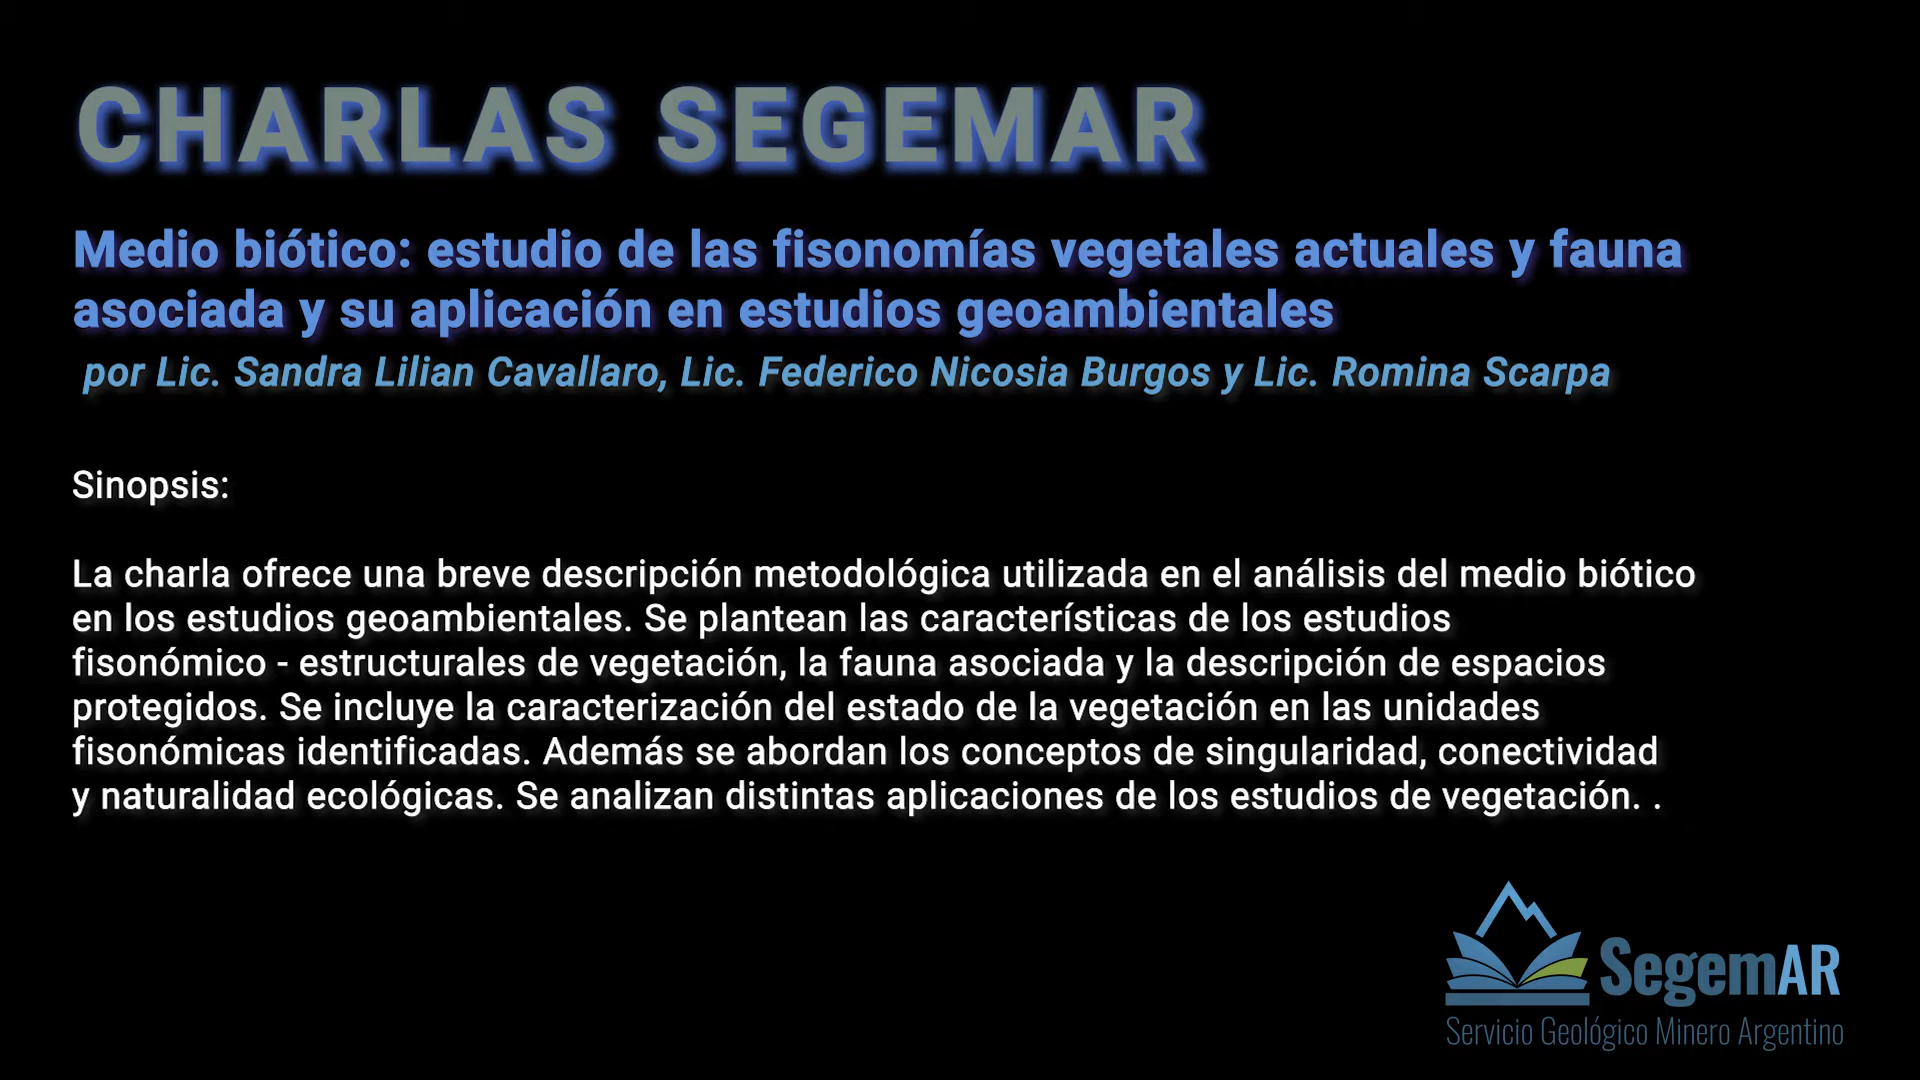 CHARLAS SEGEMAR
Medio biótico: estudio de las fisonomías vegetales actuales y fauna
asociada y su aplicación en estudios geoambientales
por Lic. Sandra Lilian Cavallaro, Lic. Federico Nicosia Burgos y Lic. Romina Scarpa
Sinopsis:
La charla ofrece una breve descripción metodológica utilizada en el análisis del medio biótico
en los estudios geoambientales. Se plantean las características de los estudios
fisonómico - estructurales de vegetación, la fauna asociada y la descripción de espacios
protegidos. Se incluye la caracterización del estado de la vegetación en las unidades
fisonómicas identificadas. Además se abordan los conceptos de singularidad, conectividad
y naturalidad ecológicas. Se analizan distintas aplicaciones de los estudios de vegetación. .
SegemAR
Servicio Geológico Minero Argentino